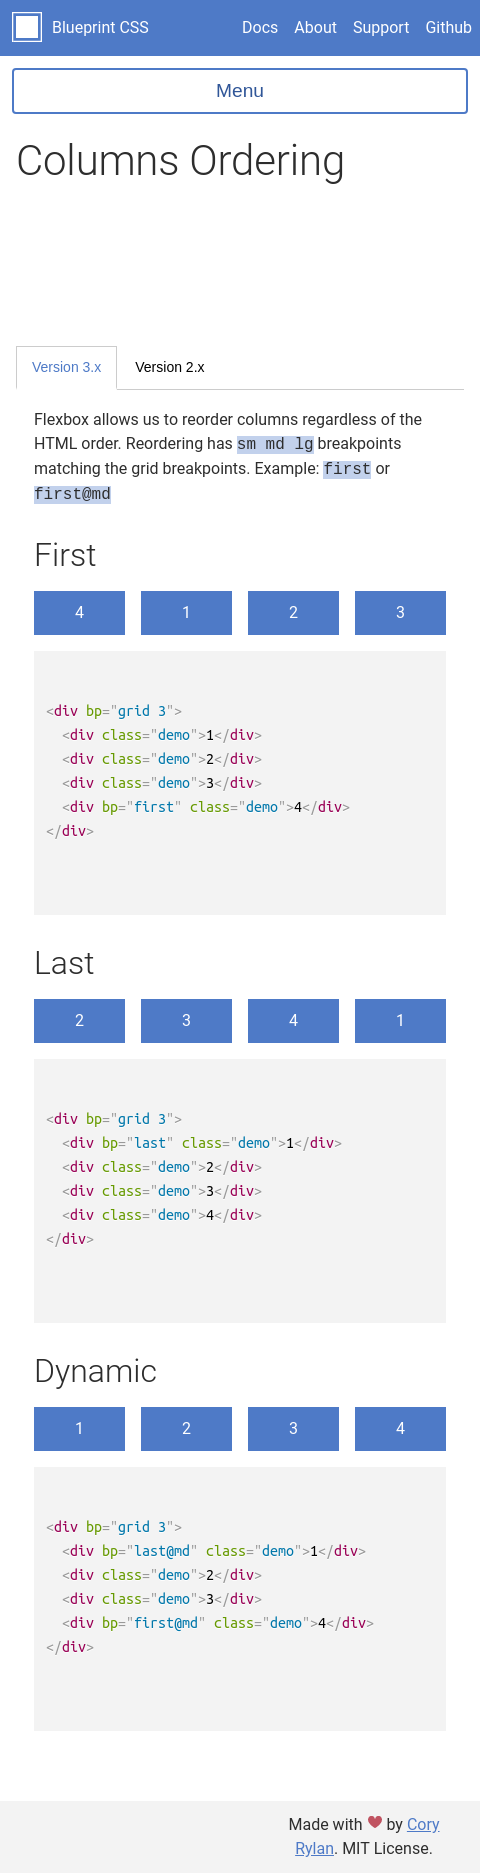 Blueprint CSS Docs About Support Github
Menu
Columns Ordering
Version 3.x Version 2.x
Flexbox allows us to reorder columns regardless of the
HTML order. Reordering has sm md lg breakpoints
matching the grid breakpoints. Example: first or
first@md
First
4 1 2 3
<div bp="grid 3">
  <div class="demo">1</div>
  <div class="demo">2</div>
  <div class="demo">3</div>
  <div bp="first" class="demo">4</div>
</div>
Last
2 3 4 1
<div bp="grid 3">
  <div bp="last" class="demo">1</div>
  <div class="demo">2</div>
  <div class="demo">3</div>
  <div class="demo">4</div>
</div>
Dynamic
1 2 3 4
<div bp="grid 3">
  <div bp="last@md" class="demo">1</div>
  <div class="demo">2</div>
  <div class="demo">3</div>
  <div bp="first@md" class="demo">4</div>
</div>
Made with ♥ by Cory
Rylan. MIT License.